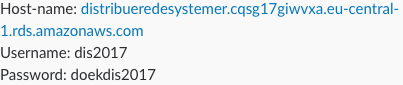 Host-name: distribueredesystemer.cqsg17giwvxa.eu-central-
1.rds.amazonaws.com
Username: dis2017
Password: doekdis2017